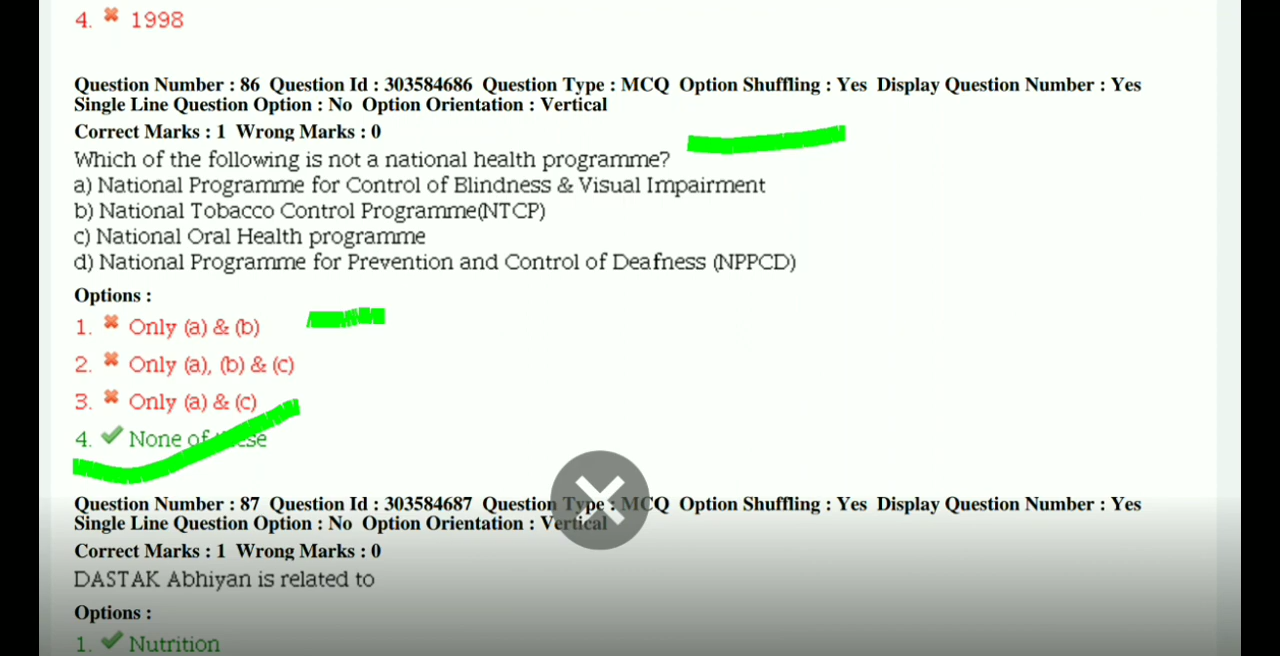 4. 1998
Question Number : 86 Question Id : 303584686 Question Type : MCQ Option Shuffling : Yes Display Question Number : Yes
Single Line Question Option : No Option Orientation : Vertical
Correct Marks : 1 Wrong Marks : 0
Which of the following is not a national health programme?
a) National Programme for Control of Blindness & Visual Impairment
b) National Tobacco Control Programme(NTCP)
c) National Oral Health programme
d) National Programme for Prevention and Control of Deafness (NPPCD)
Options :
1. Only (a) & (b)
2. Only (a), (b) & (c)
3. Only (a) & (c)
4. None of these
Question Number : 87 Question Id : 303584687 Question Type : MCQ Option Shuffling : Yes Display Question Number : Yes
Single Line Question Option : No Option Orientation : Vertical
Correct Marks : 1 Wrong Marks : 0
DASTAK Abhiyan is related to
Options :
1. Nutrition